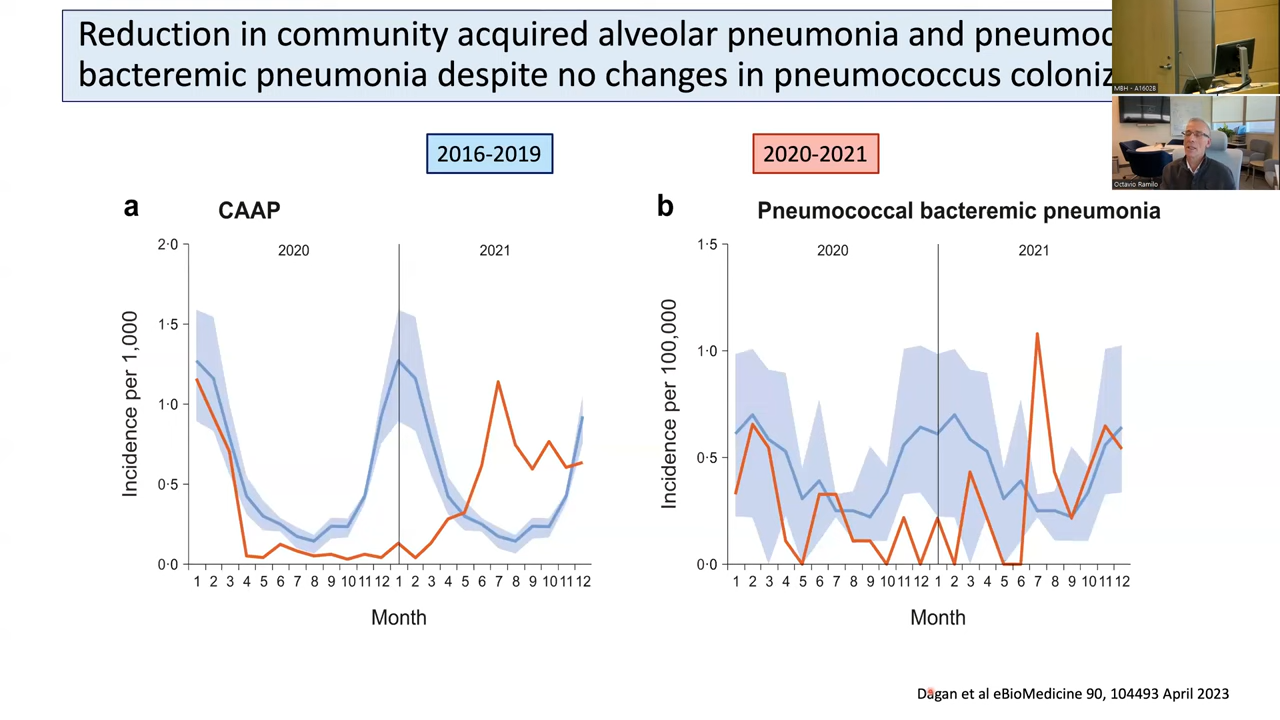 Reduction in community acquired alveolar pneumonia and pneumoc
bacteremic pneumonia despite no changes in pneumococcus coloniz
MBH - A1602B
Octavio Ramilo
2016-2019
2020-2021
a
CAAP
b
Pneumococcal bacteremic pneumonia
2020
2021
2·0
1·5
1·0
0·5
0·0
Incidence per 1,000
1 2 3 4 5 6 7 8 9 10 11 12 1 2 3 4 5 6 7 8 9 10 11 12
Month
2020
2021
1·5
1·0
0·5
0·0
Incidence per 100,000
1 2 3 4 5 6 7 8 9 10 11 12 1 2 3 4 5 6 7 8 9 10 11 12
Month
Dagan et al eBioMedicine 90, 104493 April 2023